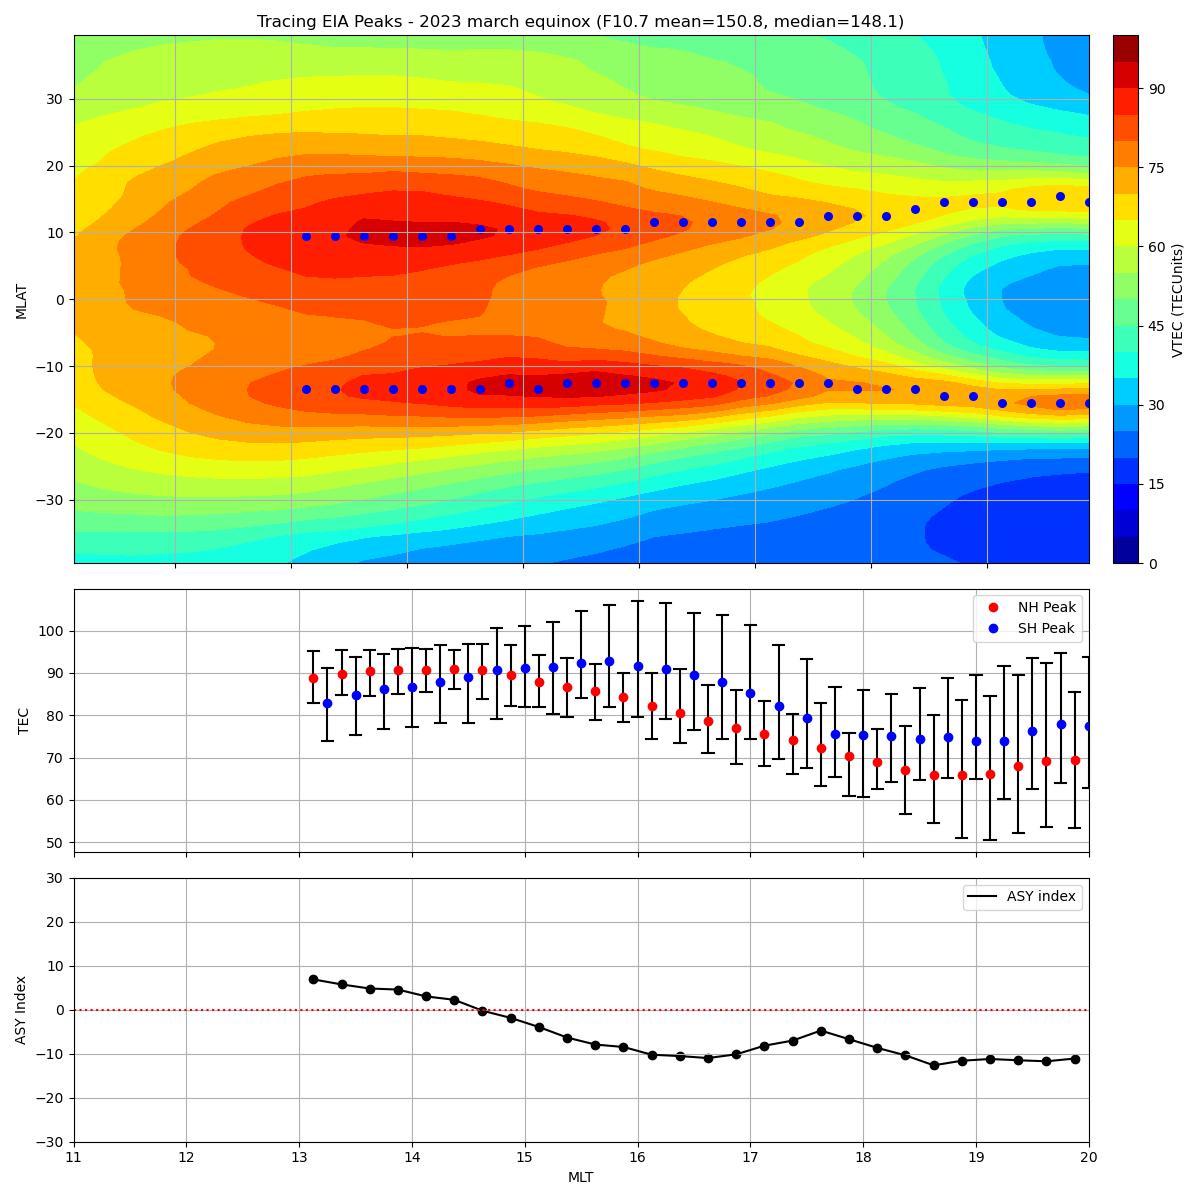 Tracing EIA Peaks - 2023 march equinox (F10.7 mean=150.8, median=148.1)
MLAT
30
20
10
0
−10
−20
−30
90
75
60
45
30
15
0
VTEC (TECUnits)
TEC
100
90
80
70
60
50
NH Peak
SH Peak
ASY Index
30
20
10
0
−10
−20
−30
ASY index
11 12 13 14 15 16 17 18 19 20
MLT